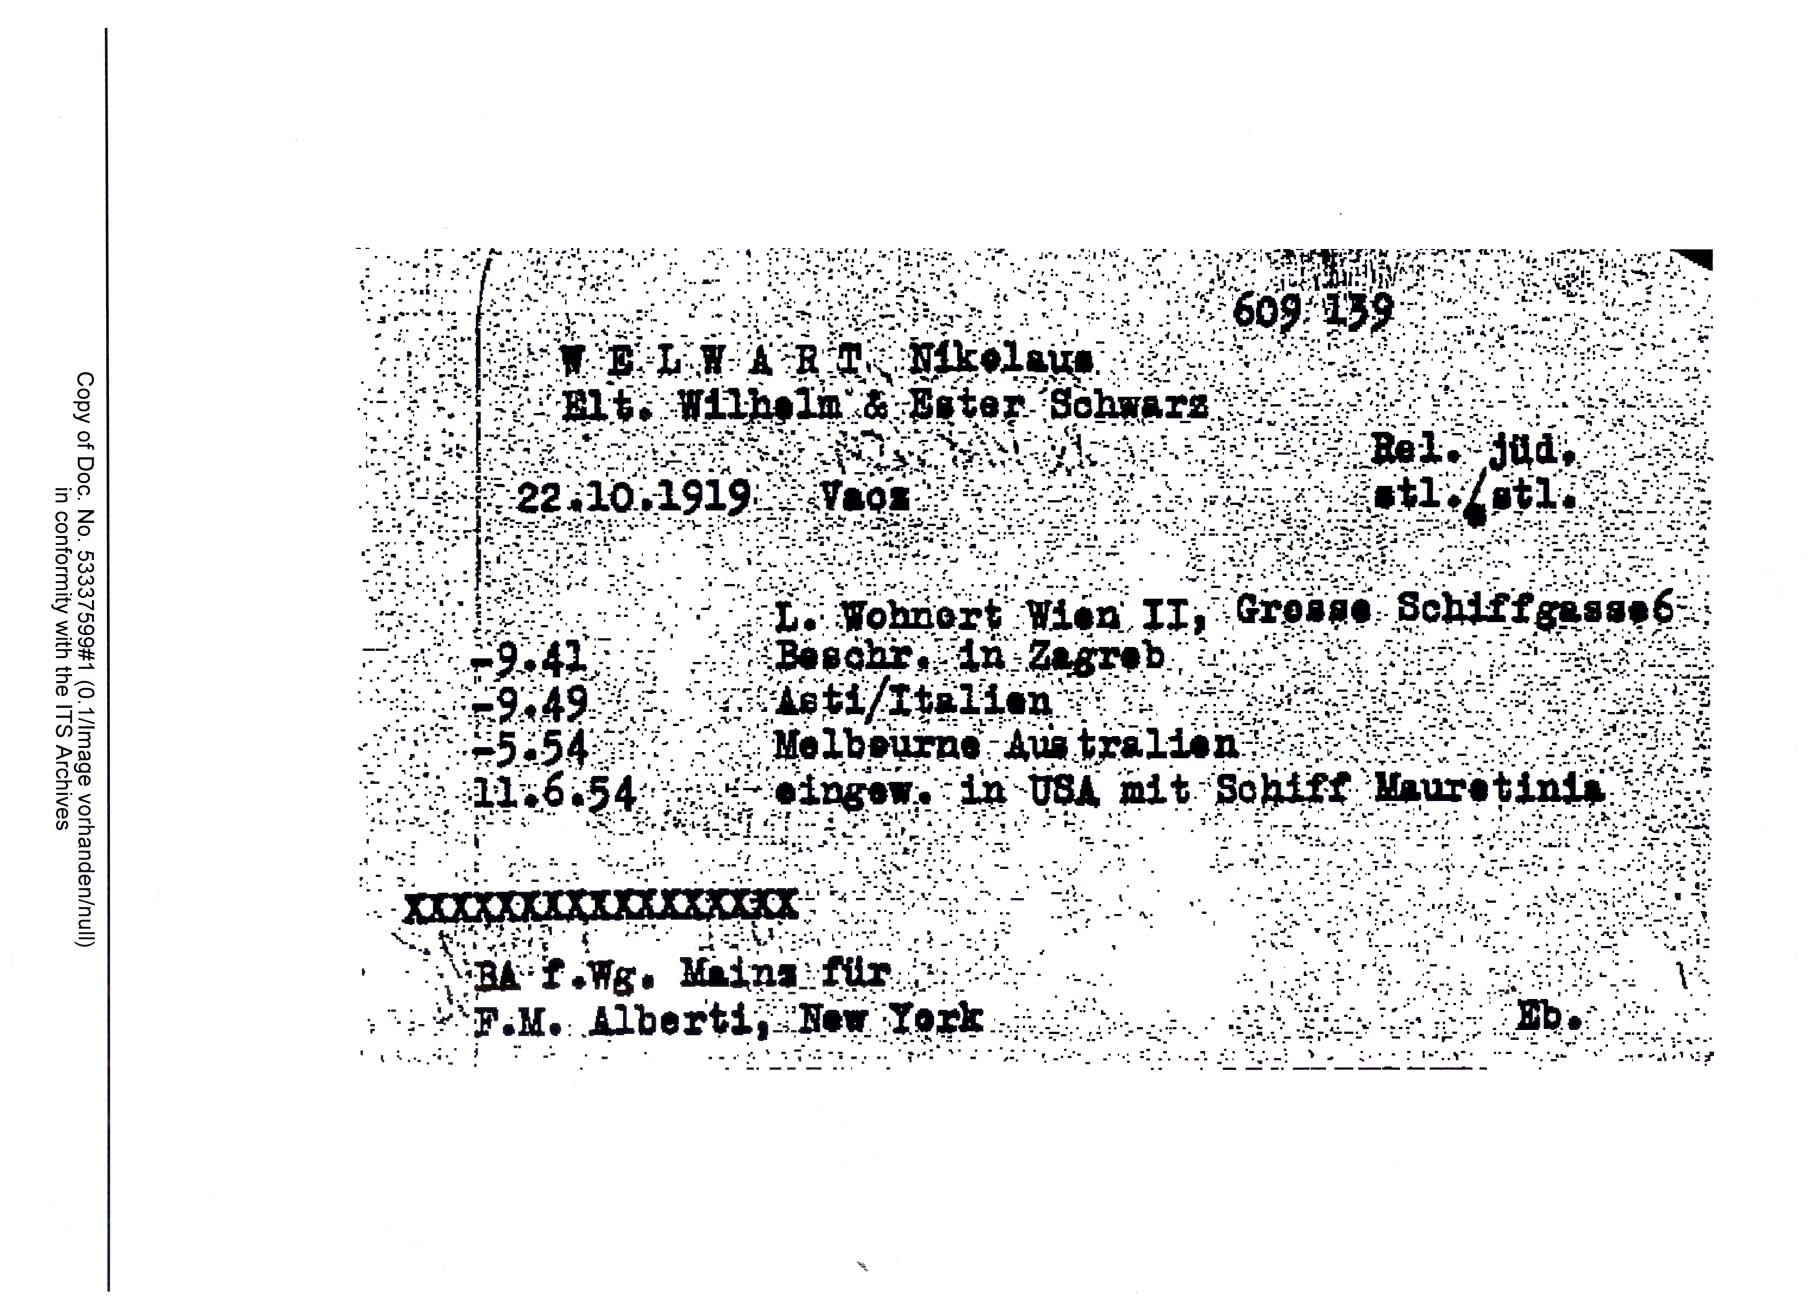 609 139
W E L W A R T, Nikolaus
Elt. Wilhelm & Ester Schwarz
Rel. jüd.
22.10.1919 Vacz stl./stl.
L. Wohnort Wien II, Grosse Schiffgasse6
-9.41 Beschr. in Zagreb
-9.49 Asti/Italien
-5.54 Melbourne Australien
11.6.54 eingew. in USA mit Schiff Mauretinia
XXXXXXXXXXXXXXXXX
BA f.Wg. Mainz für
F.M. Alberti, New York Eb.
Copy of Doc. No. 53337599#1 (0.1/Image vorhanden/null)
in conformity with the ITS Archives